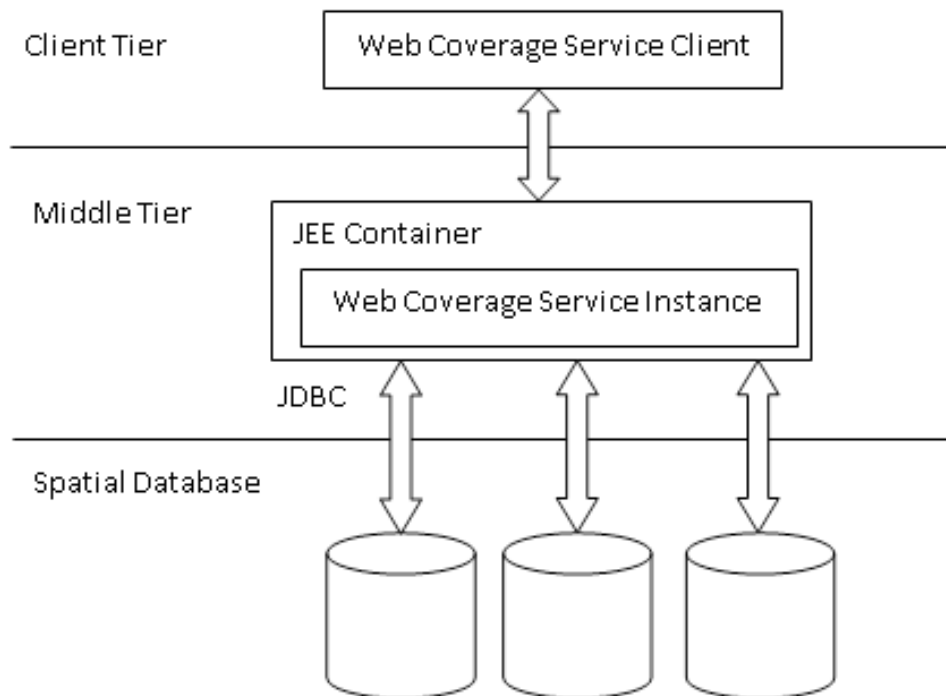 Client Tier
Web Coverage Service Client
Middle Tier
JEE Container
Web Coverage Service Instance
JDBC
Spatial Database